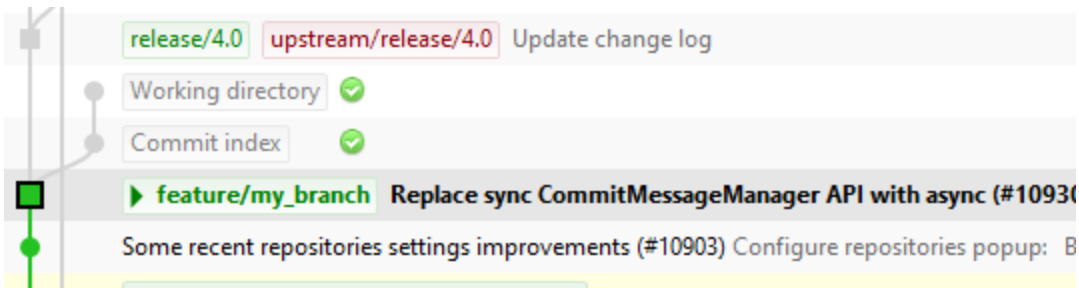 release/4.0 upstream/release/4.0 Update change log
Working directory
Commit index
feature/my_branch Replace sync CommitMessageManager API with async (#10930
Some recent repositories settings improvements (#10903) Configure repositories popup: B